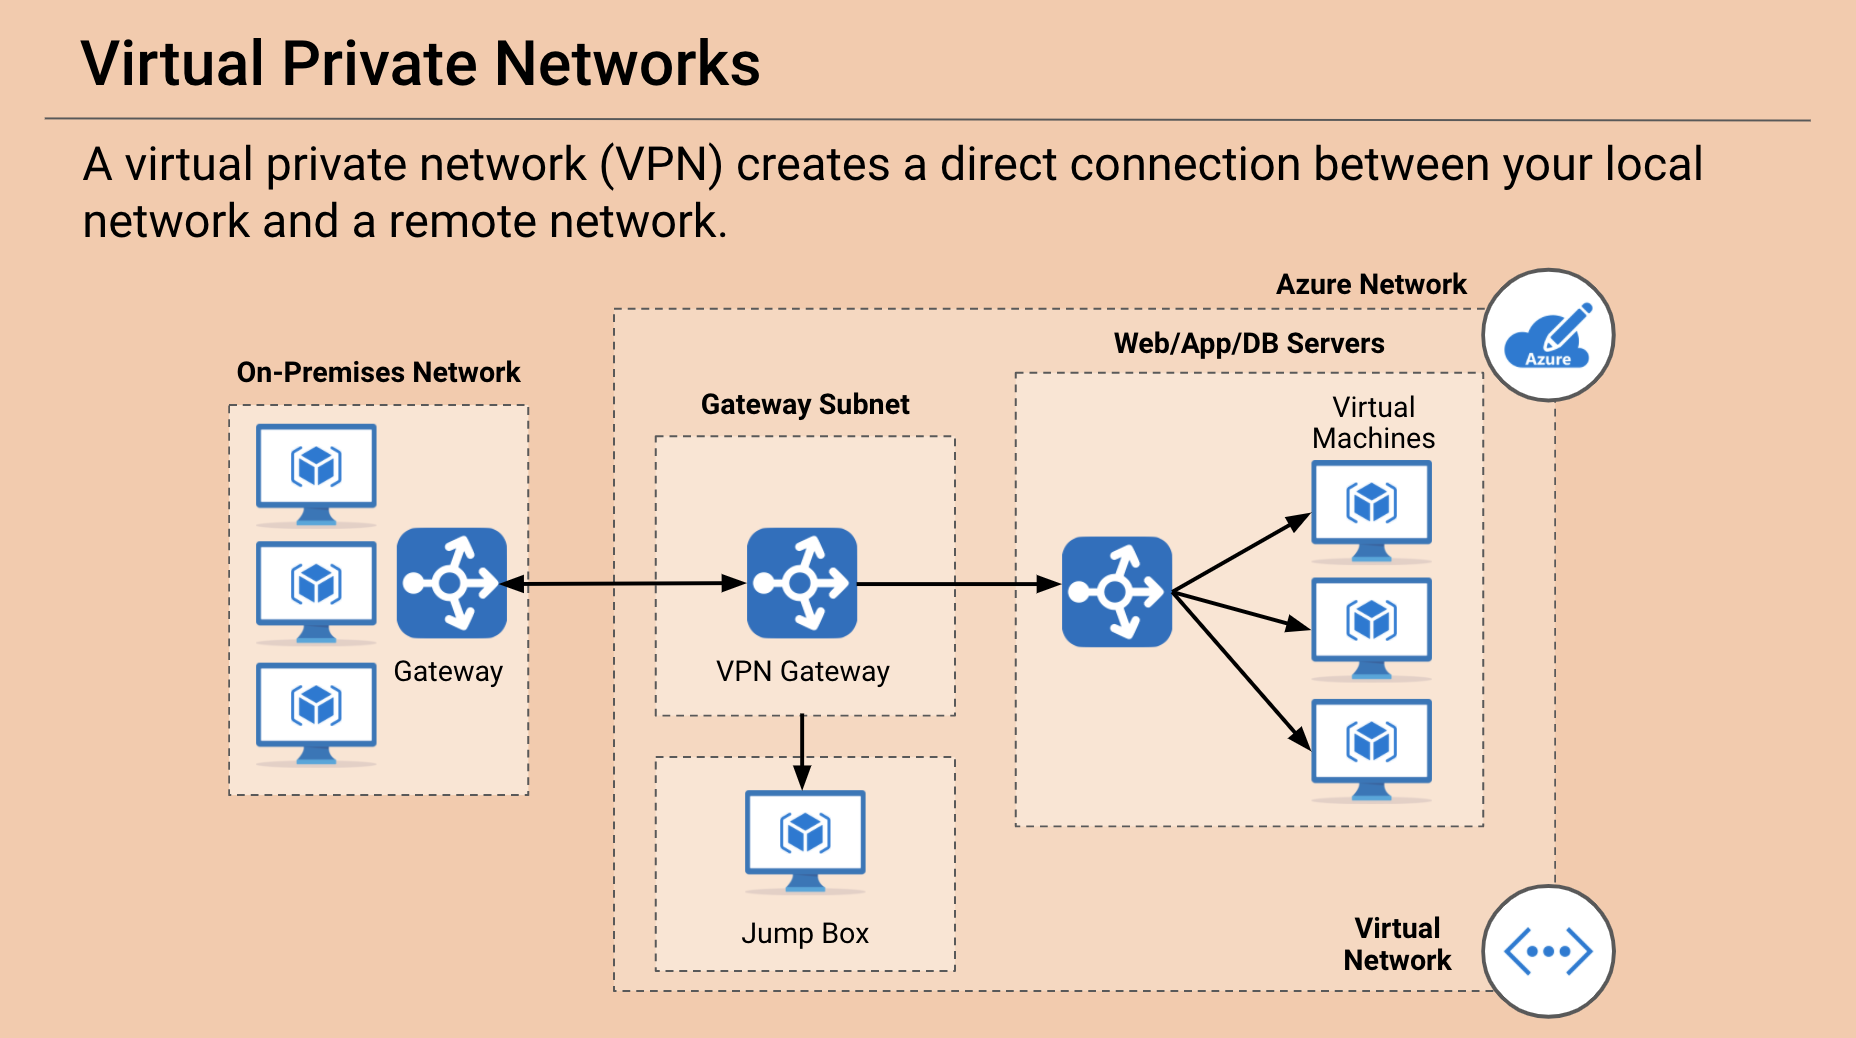 Virtual Private Networks
A virtual private network (VPN) creates a direct connection between your local
network and a remote network.
Azure Network
Azure
Web/App/DB Servers
On-Premises Network
Gateway Subnet
Virtual
Machines
Gateway
VPN Gateway
Jump Box
Virtual
Network